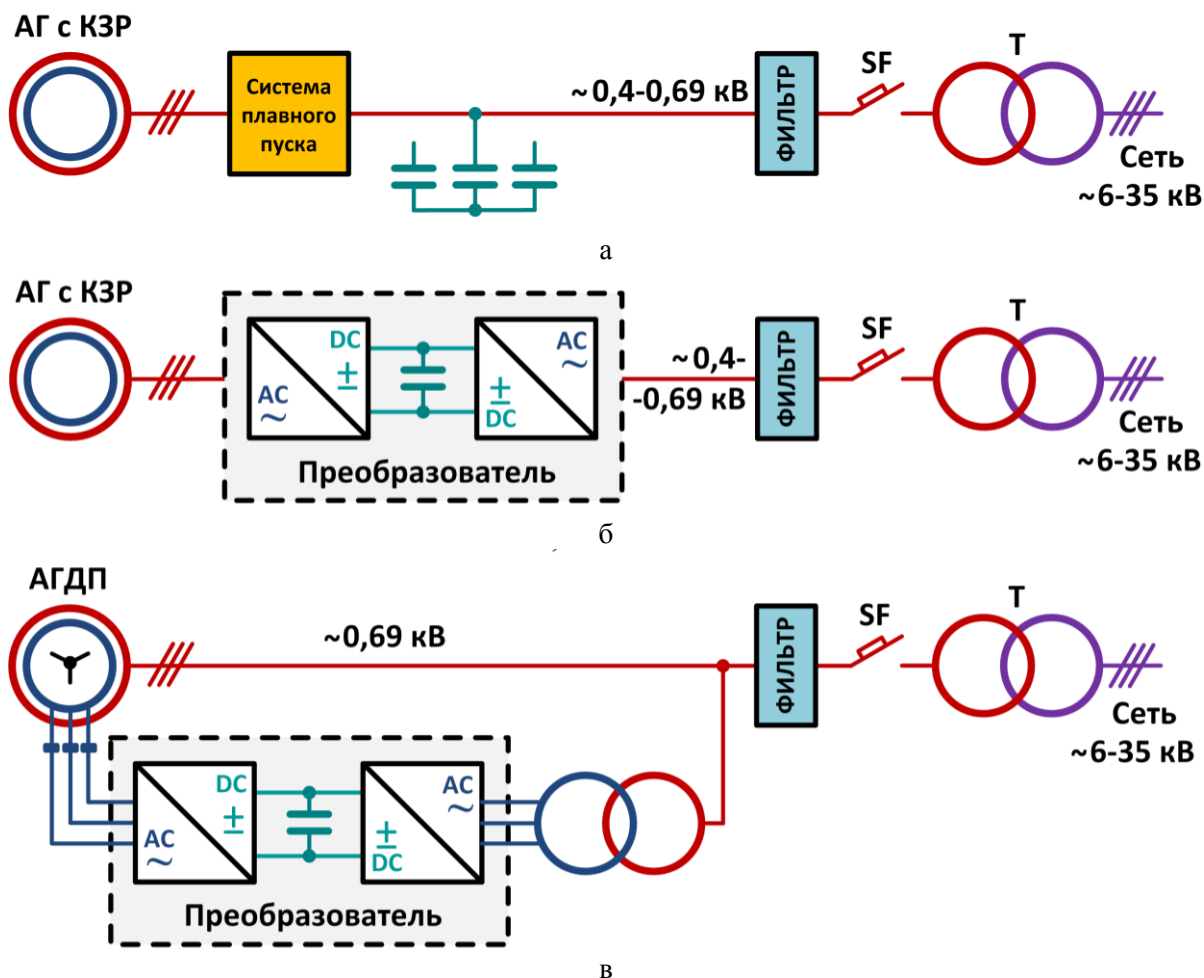 АГ с КЗР
Система
плавного
пуска
~0,4-0,69 кВ
ФИЛЬТР
SF
Т
Сеть
~6-35 кВ
а
АГ с КЗР
AC
~
DC
±
±
DC
AC
~
Преобразователь
~0,4-
-0,69 кВ
ФИЛЬТР
SF
Т
Сеть
~6-35 кВ
б
АГДП
~0,69 кВ
ФИЛЬТР
SF
Т
Сеть
~6-35 кВ
AC
~
DC
±
±
DC
AC
~
Преобразователь
в